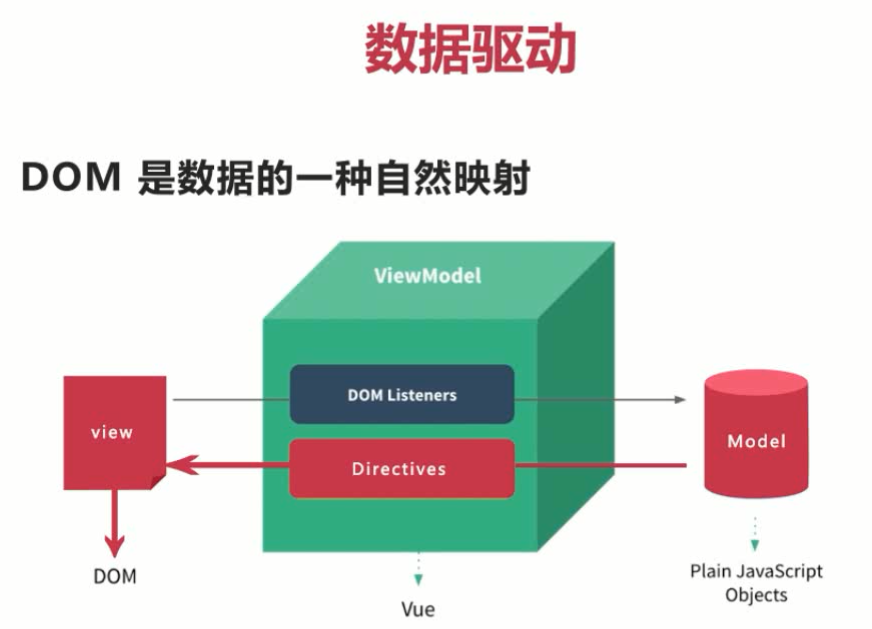 数据驱动
DOM 是数据的一种自然映射
ViewModel
DOM Listeners
view
Directives
Model
DOM
Vue
Plain JavaScript
Objects